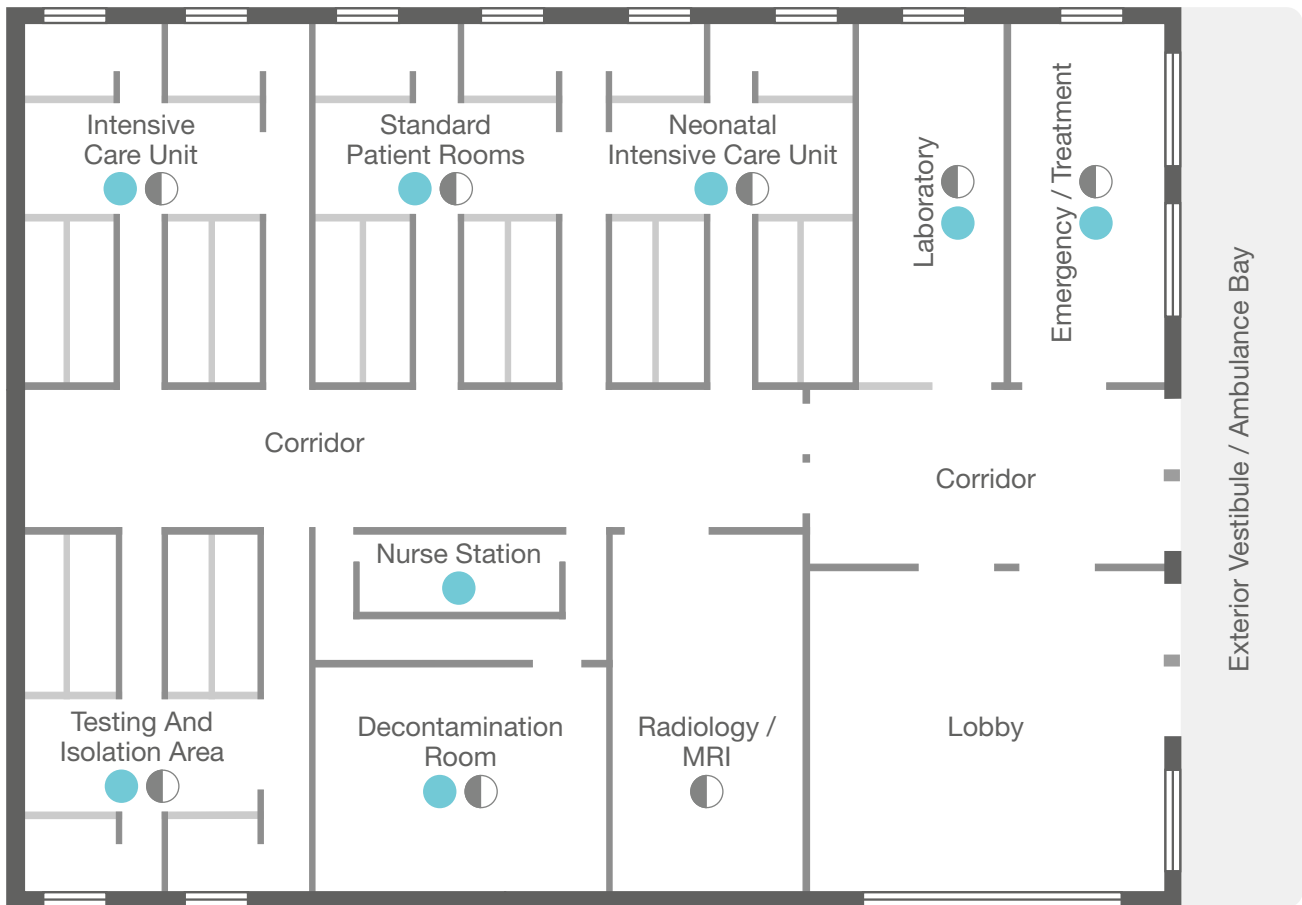 Intensive
Care Unit
Standard
Patient Rooms
Neonatal
Intensive Care Unit
Laboratory
Emergency / Treatment
Exterior Vestibule / Ambulance Bay
Corridor
Corridor
Nurse Station
Testing And
Isolation Area
Decontamination
Room
Radiology /
MRI
Lobby